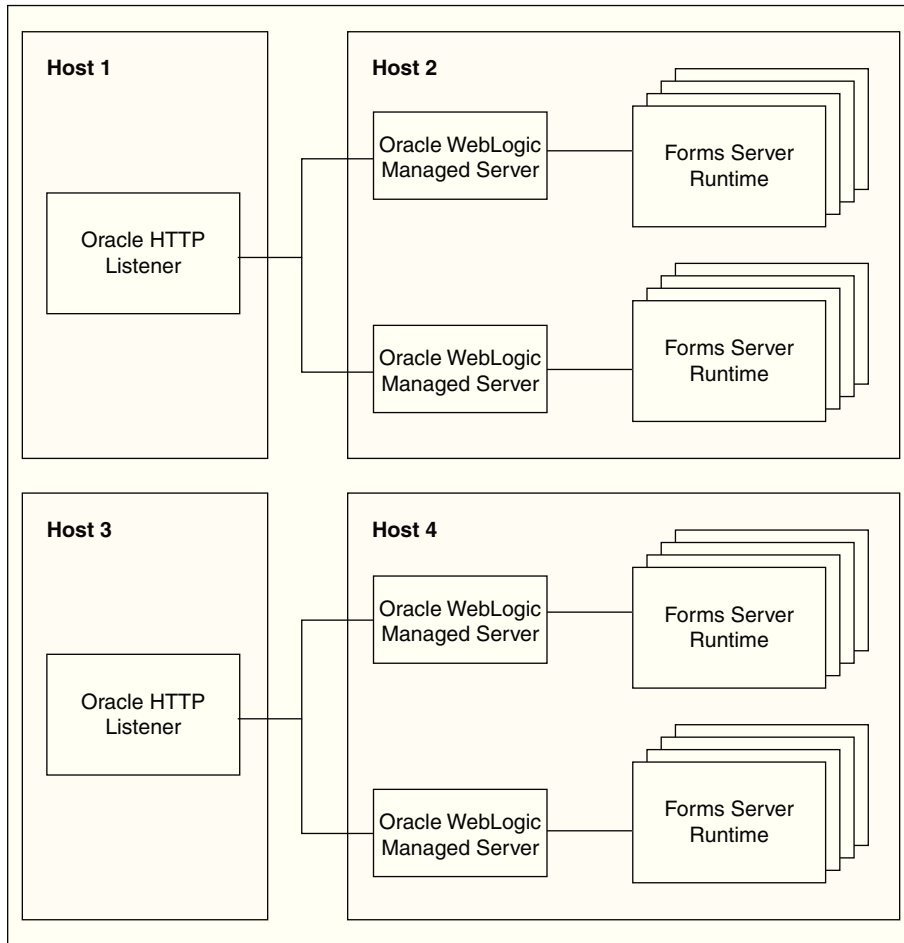 Host 1
Oracle HTTP
Listener
Host 2
Oracle WebLogic
Managed Server
Forms Server
Runtime
Oracle WebLogic
Managed Server
Forms Server
Runtime
Host 3
Oracle HTTP
Listener
Host 4
Oracle WebLogic
Managed Server
Forms Server
Runtime
Oracle WebLogic
Managed Server
Forms Server
Runtime